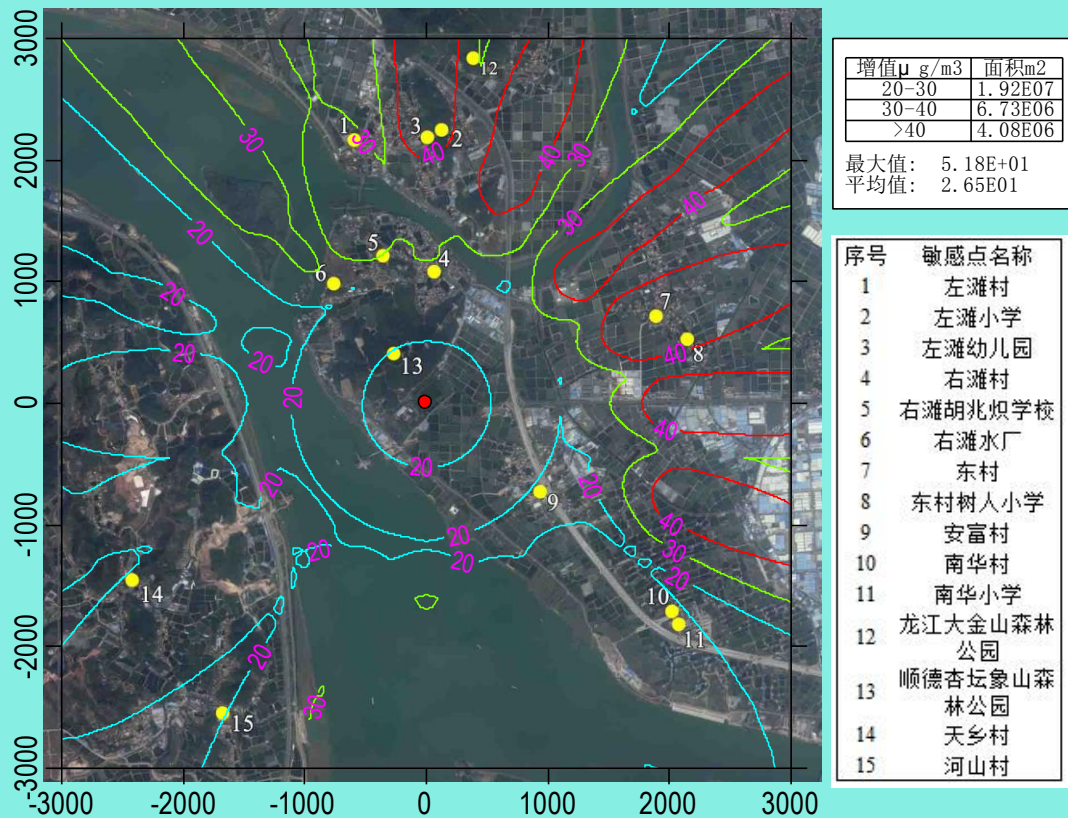 3000
2000
1000
0
-1000
-2000
-3000
-3000
-2000
-1000
0
1000
2000
3000
12
1
30
3
2
40
40
30
30
40
30
30
20
5
4
6
20
7
40
8
20
20
13
20
40
20
20
20
9
40
20
20
20
30
20
14
10
11
20
15
30
增值μ g/m3 面积m2
20-30 1.92E07
30-40 6.73E06
>40 4.08E06
最大值: 5.18E+01
平均值: 2.65E01
序号 敏感点名称
1 左滩村
2 左滩小学
3 左滩幼儿园
4 右滩村
5 右滩胡兆炽学校
6 右滩水厂
7 东村
8 东村树人小学
9 安富村
10 南华村
11 南华小学
12 龙江大金山森林
公园
13 顺德杏坛象山森
林公园
14 天乡村
15 河山村